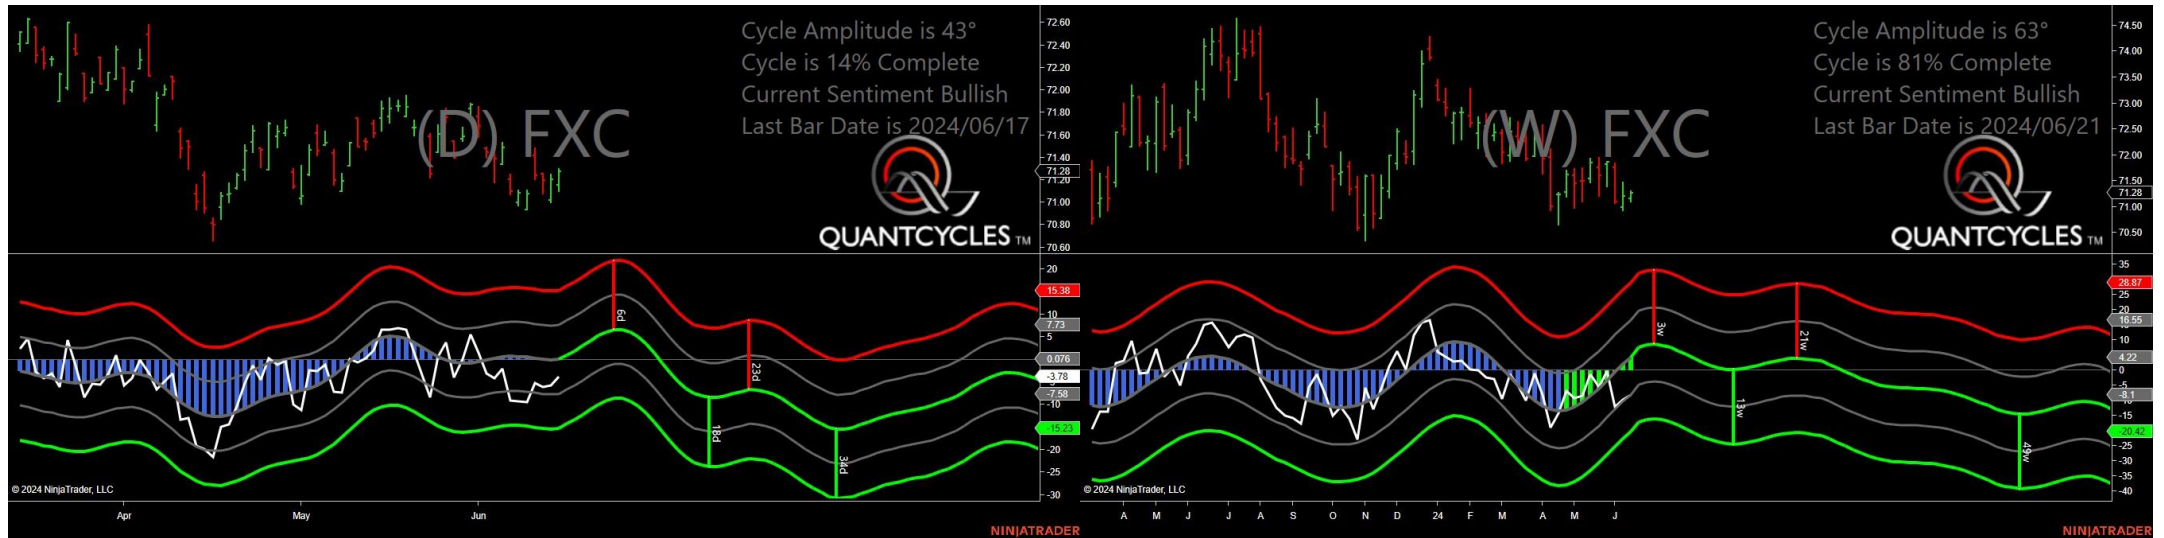 Cycle Amplitude is 43°
Cycle is 14% Complete
Current Sentiment Bullish
Last Bar Date is 2024/06/17
(D) FXC
QUANTCYCLES TM
72.60
72.40
72.20
72.00
71.80
71.60
71.40
71.28
71.20
71.00
70.80
70.60
20
15.38
10
7.73
5
0.076
-3.78
-7.58
-10
-15.23
-20
-25
-30
6d
18d
23d
34d
© 2024 NinjaTrader, LLC
Apr May Jun
NINJATRADER
Cycle Amplitude is 63°
Cycle is 81% Complete
Current Sentiment Bullish
Last Bar Date is 2024/06/21
(W) FXC
QUANTCYCLES TM
74.50
74.00
73.50
73.00
72.50
72.00
71.50
71.28
71.00
70.50
35
28.87
25
20
16.55
10
4.22
0
-5
-8.1
-15
-20.42
-25
-30
-35
-40
3w
13w
21w
49w
© 2024 NinjaTrader, LLC
A M J J A S O N D 24 F M A M J
NINJATRADER